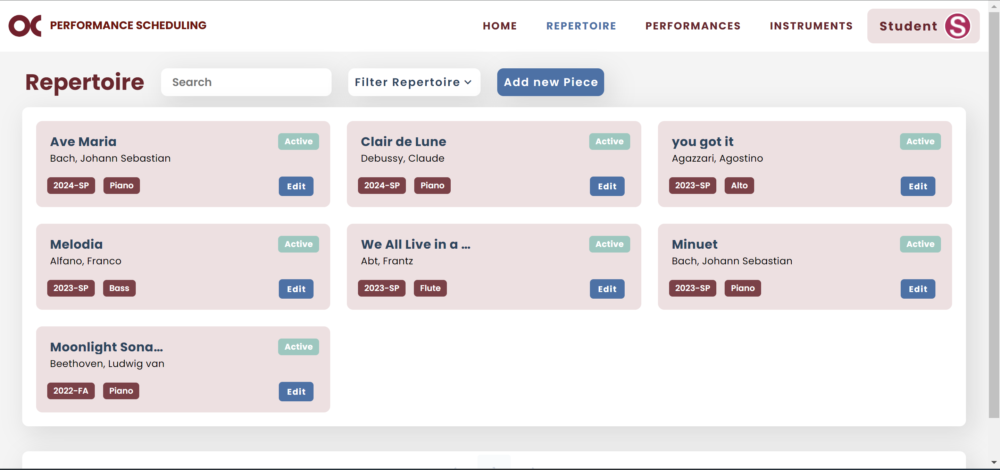 OC PERFORMANCE SCHEDULING
HOME REPERTOIRE PERFORMANCES INSTRUMENTS Student S
Repertoire Search Filter Repertoire Add new Piece
Ave Maria Active
Bach, Johann Sebastian
2024-SP Piano Edit
Clair de Lune Active
Debussy, Claude
2024-SP Piano Edit
you got it Active
Agazzari, Agostino
2023-SP Alto Edit
Melodia Active
Alfano, Franco
2023-SP Bass Edit
We All Live in a ... Active
Abt, Frantz
2023-SP Flute Edit
Minuet Active
Bach, Johann Sebastian
2023-SP Piano Edit
Moonlight Sona... Active
Beethoven, Ludwig van
2022-FA Piano Edit